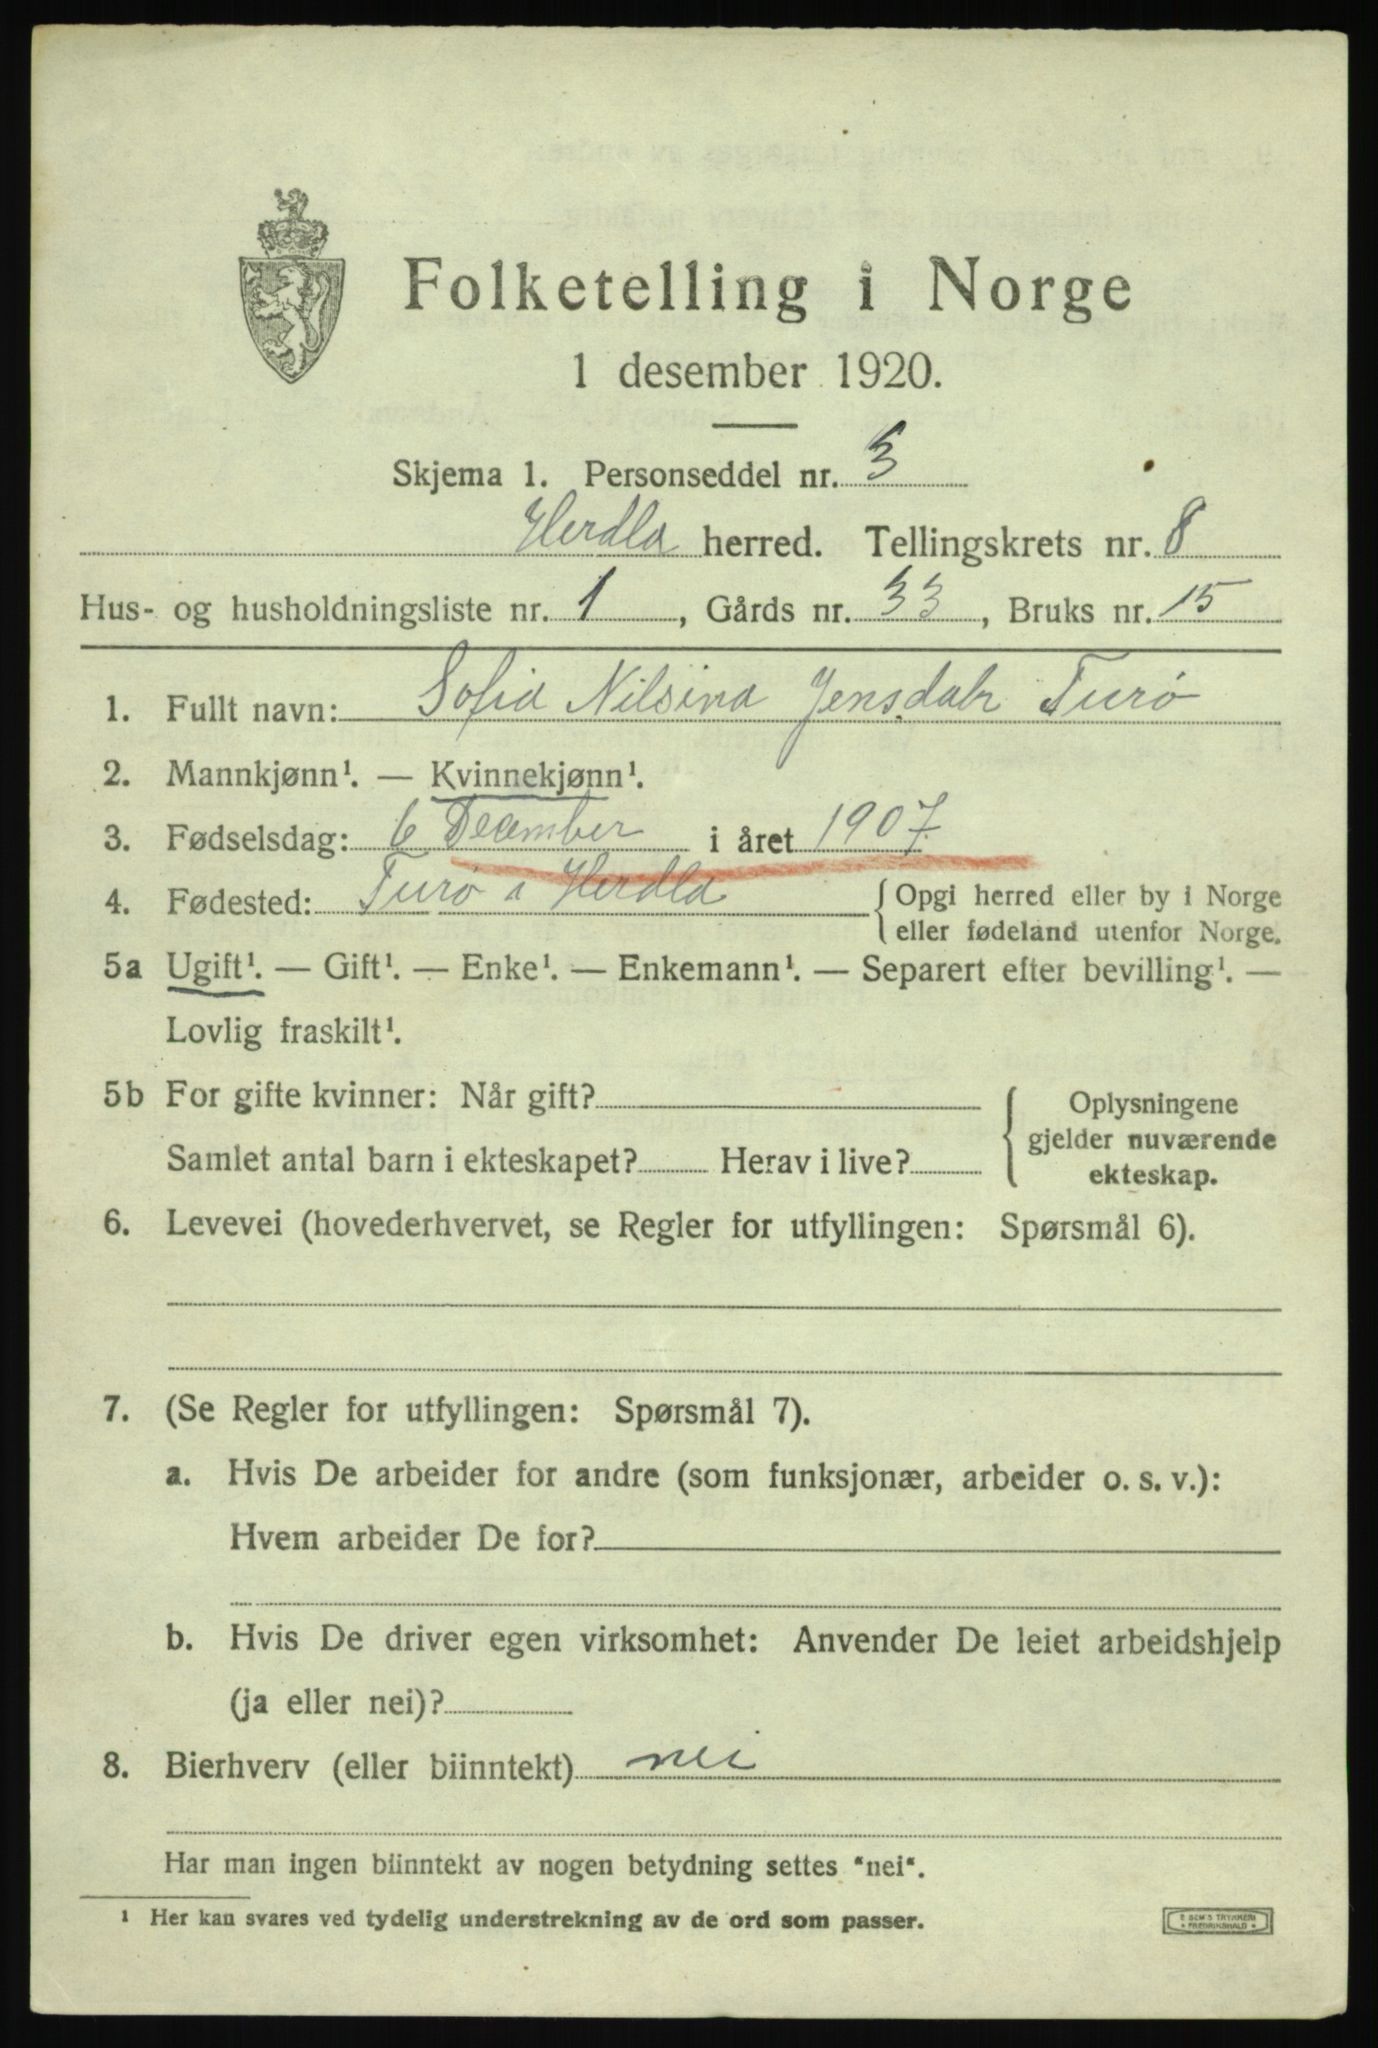 Folketelling i Norge
1 desember 1920.
Skjema 1. Personseddel nr. 3
Herdla herred. Tellingskrets nr. 8
Hus- og husholdningsliste nr. 1, Gårds nr. 33, Bruks nr. 15
1. Fullt navn: Sofia Nilsina Jensdatr Turø
2. Mannkjønn¹. — Kvinnekjønn¹.
3. Fødselsdag: 6 December i året 1907.
4. Fødested: Turø i Herdla { Opgi herred eller by i Norge
eller fødeland utenfor Norge.
5a Ugift¹. — Gift¹. — Enke¹. — Enkemann¹. — Separert efter bevilling¹. —
Lovlig fraskilt¹.
5b For gifte kvinner: Når gift? { Oplysningene
gjelder nuværende
Samlet antal barn i ekteskapet? Herav i live?
ekteskap.
6. Levevei (hovederhvervet, se Regler for utfyllingen: Spørsmål 6).
7. (Se Regler for utfyllingen: Spørsmål 7).
a. Hvis De arbeider for andre (som funksjonær, arbeider o. s. v.):
Hvem arbeider De for?
b. Hvis De driver egen virksomhet: Anvender De leiet arbeidshjelp
(ja eller nei)?
8. Bierhverv (eller biinntekt) nei
Har man ingen biinntekt av nogen betydning settes "nei".
¹ Her kan svares ved tydelig understrekning av de ord som passer.
E SEM'S TRYKKERI
* FREDRIKSHALD *